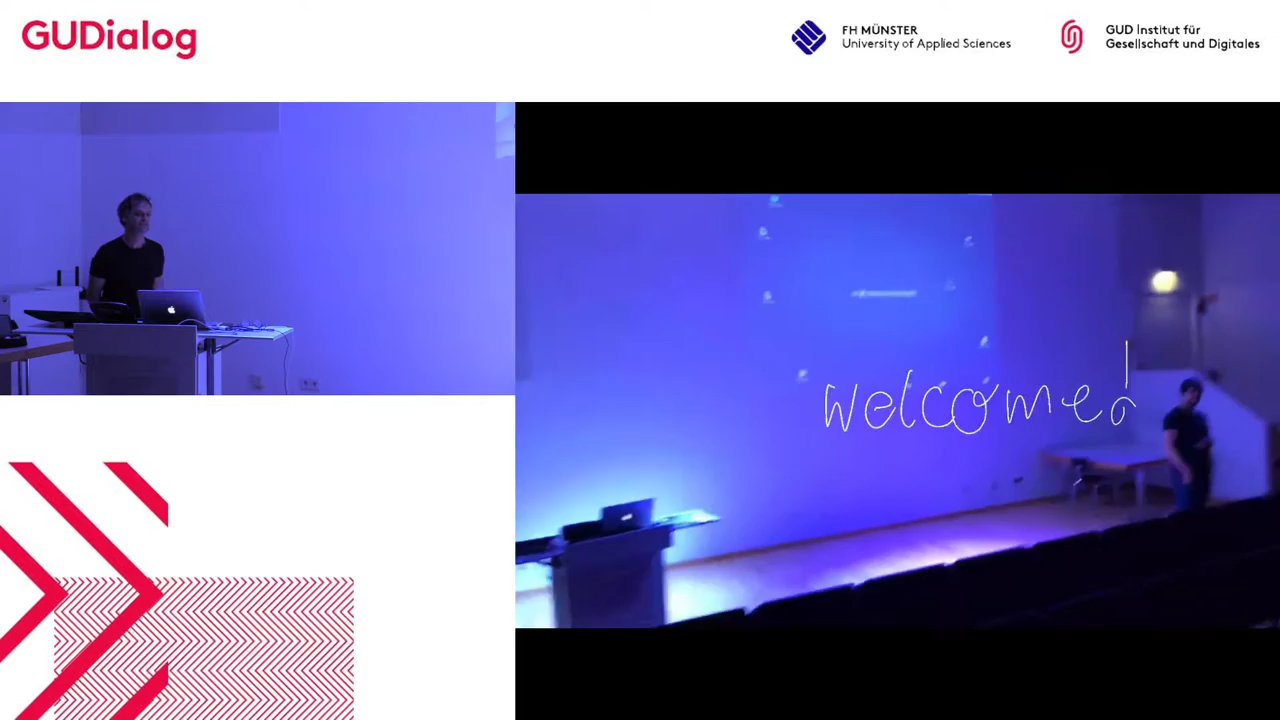 GUDialog
FH MÜNSTER
University of Applied Sciences
GUD Institut für
Gesellschaft und Digitales
welcome!